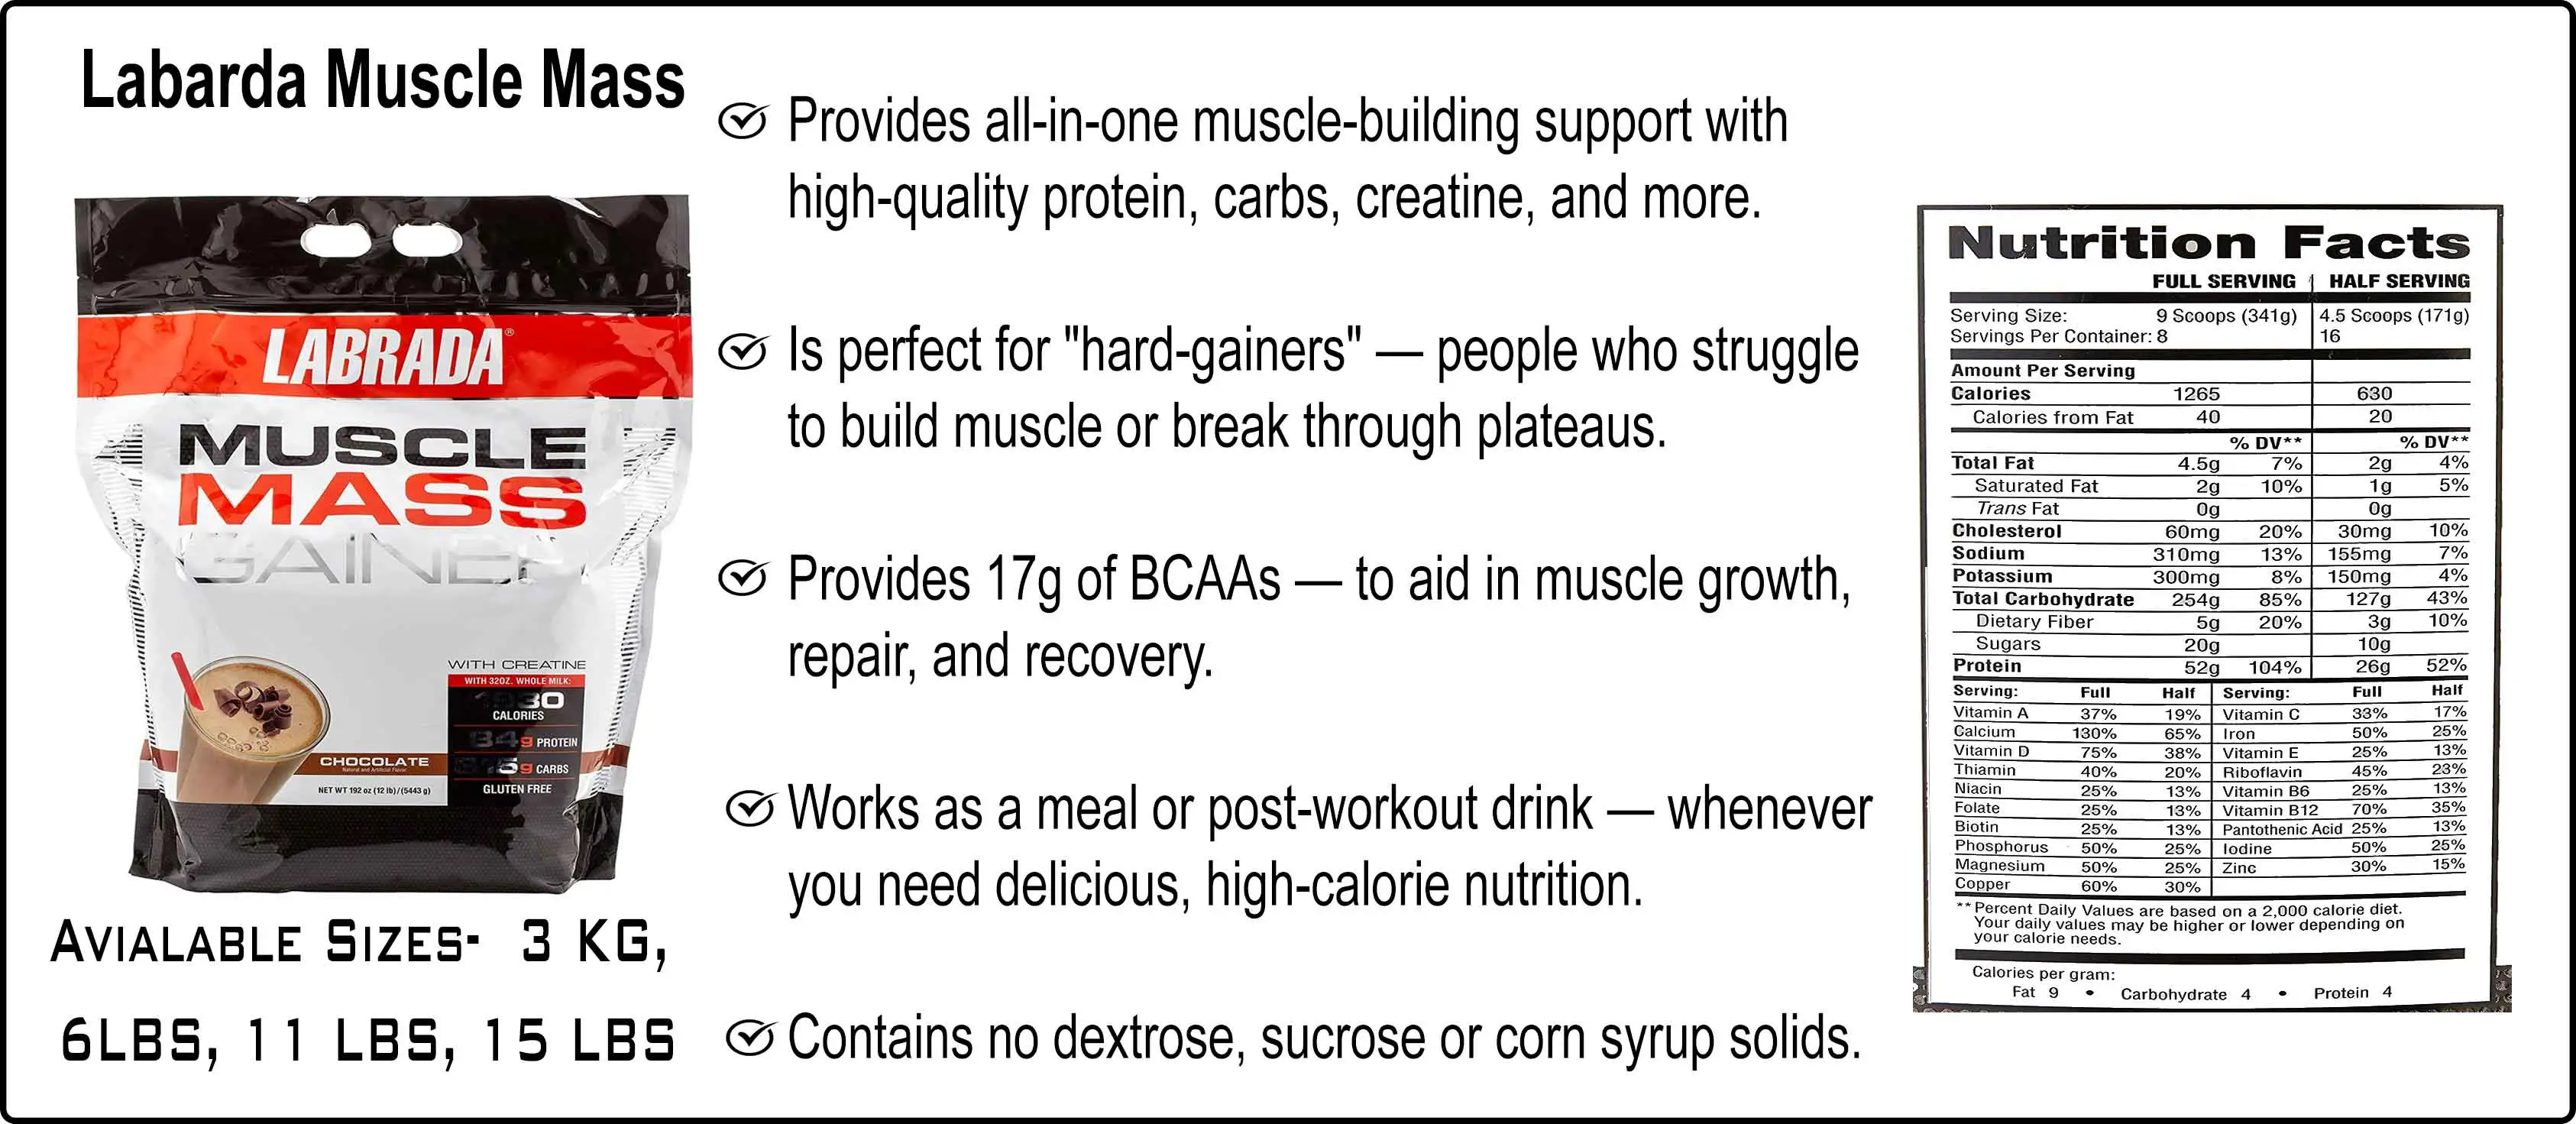 Labarda Muscle Mass
LABRADA®
MUSCLE
MASS
GAINER
WITH CREATINE
WITH 32OZ. WHOLE MILK:
CALORIES
PROTEIN
CARBS
GLUTEN FREE
CHOCOLATE
Natural and Artificial Flavor
NET WT 192 oz (12 lb)/(5443 g)
AVIALABLE SIZES- 3 KG,
6LBS, 11 LBS, 15 LBS
Provides all-in-one muscle-building support with
high-quality protein, carbs, creatine, and more.
Is perfect for "hard-gainers" — people who struggle
to build muscle or break through plateaus.
Provides 17g of BCAAs — to aid in muscle growth,
repair, and recovery.
Works as a meal or post-workout drink — whenever
you need delicious, high-calorie nutrition.
Contains no dextrose, sucrose or corn syrup solids.
Nutrition Facts
FULL SERVING HALF SERVING
Serving Size: 9 Scoops (341g) 4.5 Scoops (171g)
Servings Per Container: 8 16
Amount Per Serving
Calories 1265 630
Calories from Fat 40 20
% DV** % DV**
Total Fat 4.5g 7% 2g 4%
Saturated Fat 2g 10% 1g 5%
Trans Fat 0g 0g
Cholesterol 60mg 20% 30mg 10%
Sodium 310mg 13% 155mg 7%
Potassium 300mg 8% 150mg 4%
Total Carbohydrate 254g 85% 127g 43%
Dietary Fiber 5g 20% 3g 10%
Sugars 20g 10g
Protein 52g 104% 26g 52%
Serving: Full Half Serving: Full Half
Vitamin A 37% 19% Vitamin C 33% 17%
Calcium 130% 65% Iron 50% 25%
Vitamin D 75% 38% Vitamin E 25% 13%
Thiamin 40% 20% Riboflavin 45% 23%
Niacin 25% 13% Vitamin B6 25% 13%
Folate 25% 13% Vitamin B12 70% 35%
Biotin 25% 13% Pantothenic Acid 25% 13%
Phosphorus 50% 25% Iodine 50% 25%
Magnesium 50% 25% Zinc 30% 15%
Copper 60% 30%
** Percent Daily Values are based on a 2,000 calorie diet.
Your daily values may be higher or lower depending on
your calorie needs.
Calories per gram:
Fat 9 • Carbohydrate 4 • Protein 4